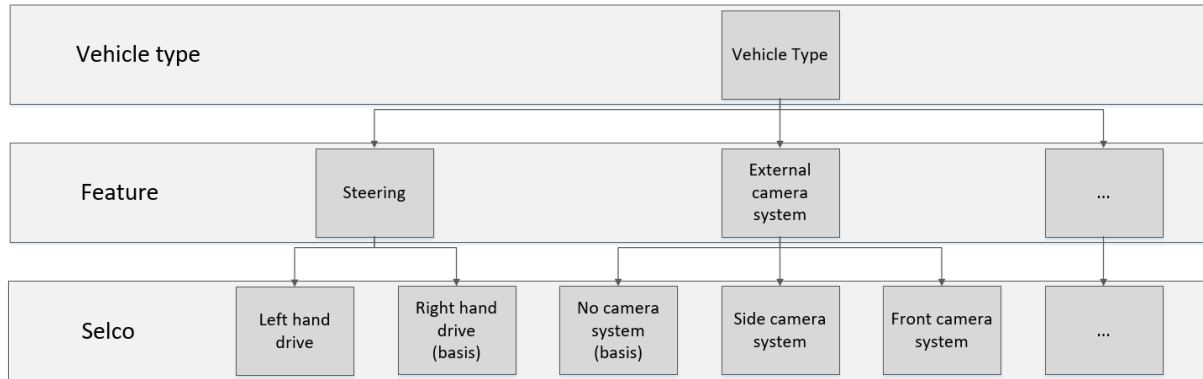 Vehicle type
Vehicle Type
Feature
Steering
External
camera
system
...
Selco
Left hand
drive
Right hand
drive
(basis)
No camera
system
(basis)
Side camera
system
Front camera
system
...